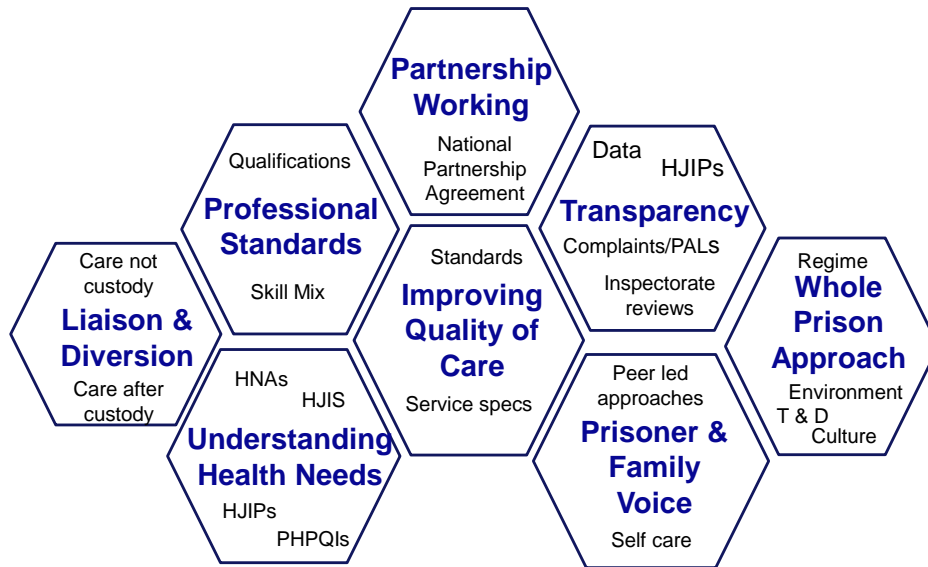 Partnership
Working
National
Partnership
Agreement
Qualifications
Professional
Standards
Skill Mix
Data
HJIPs
Transparency
Complaints/PALs
Inspectorate
reviews
Care not
custody
Liaison &
Diversion
Care after
custody
Standards
Improving
Quality of
Care
Service specs
Regime
Whole
Prison
Approach
Environment
T & D
Culture
HNAs
HJIS
Understanding
Health Needs
HJIPs
PHPQIs
Peer led
approaches
Prisoner &
Family
Voice
Self care